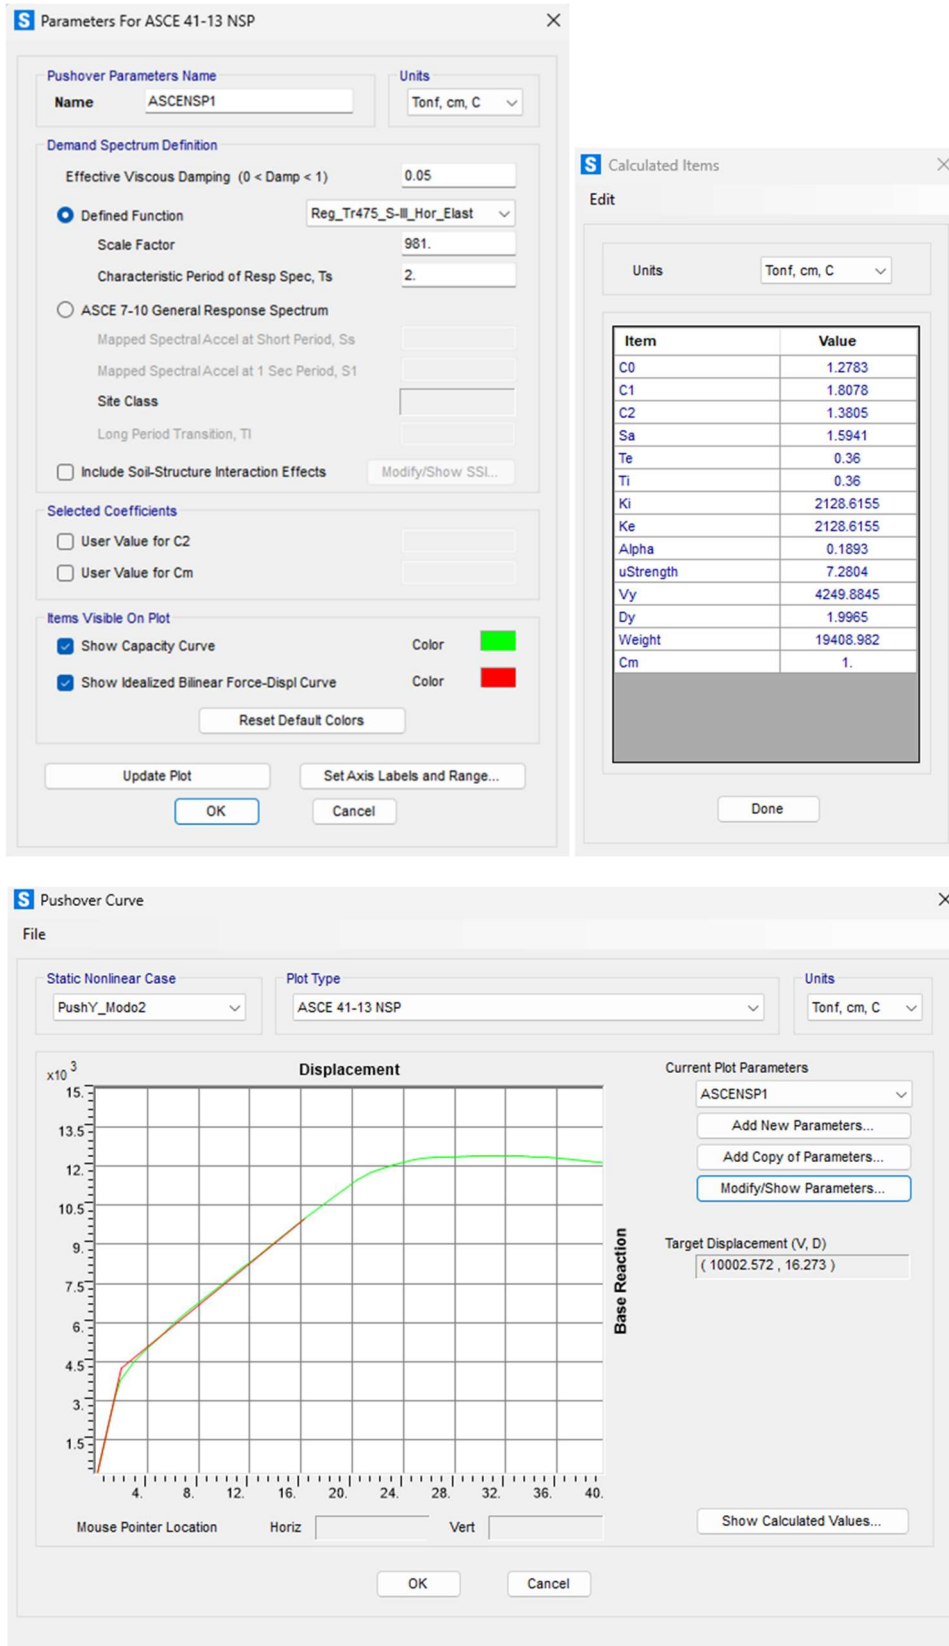 S Parameters For ASCE 41-13 NSP
Pushover Parameters Name
Name ASCENSP1
Units
Tonf, cm, C
Demand Spectrum Definition
Effective Viscous Damping (0 < Damp < 1) 0.05
Defined Function Reg_Tr475_S-III_Hor_Elast
Scale Factor 981.
Characteristic Period of Resp Spec, Ts 2.
ASCE 7-10 General Response Spectrum
Mapped Spectral Accel at Short Period, Ss
Mapped Spectral Accel at 1 Sec Period, S1
Site Class
Long Period Transition, Tl
Include Soil-Structure Interaction Effects Modify/Show SSI...
Selected Coefficients
User Value for C2
User Value for Cm
Items Visible On Plot
Show Capacity Curve Color
Show Idealized Bilinear Force-Displ Curve Color
Reset Default Colors
Update Plot Set Axis Labels and Range...
OK Cancel
S Calculated Items
Edit
Units Tonf, cm, C
Item Value
C0 1.2783
C1 1.8078
C2 1.3805
Sa 1.5941
Te 0.36
Ti 0.36
Ki 2128.6155
Ke 2128.6155
Alpha 0.1893
uStrength 7.2804
Vy 4249.8845
Dy 1.9965
Weight 19408.982
Cm 1.
Done
S Pushover Curve
File
Static Nonlinear Case
PushY_Modo2
Plot Type
ASCE 41-13 NSP
Units
Tonf, cm, C
Displacement
x10 3
15.
13.5
12.
10.5
9.
7.5
6.
4.5
3.
1.5
4. 8. 12. 16. 20. 24. 28. 32. 36. 40.
Base Reaction
Mouse Pointer Location Horiz Vert
Current Plot Parameters
ASCENSP1
Add New Parameters...
Add Copy of Parameters...
Modify/Show Parameters...
Target Displacement (V, D)
( 10002.572 , 16.273 )
Show Calculated Values...
OK Cancel